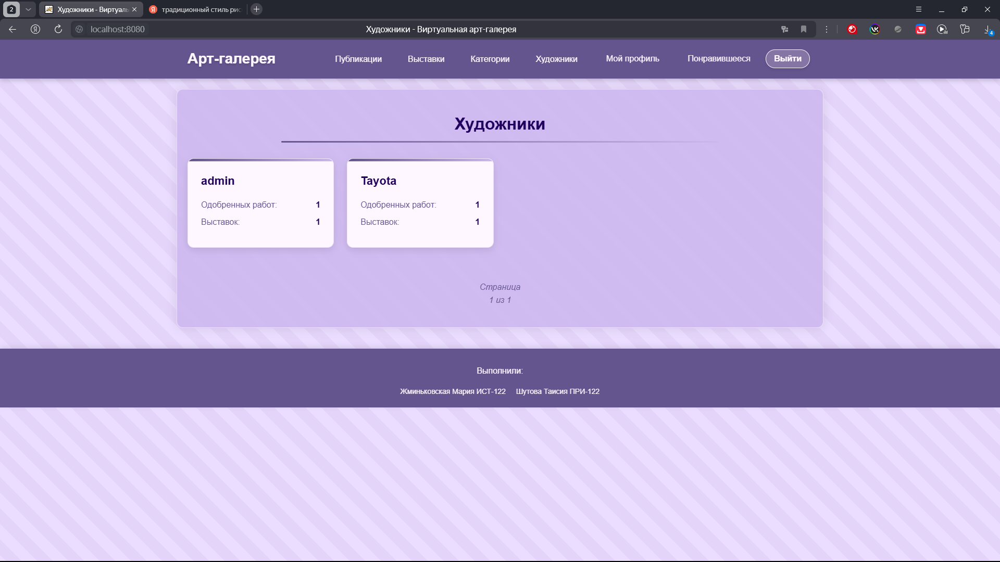 2
Художники - Виртуаль
традиционный стиль рис
localhost:8080
Художники - Виртуальная арт-галерея
4
Арт-галерея
Публикации
Выставки
Категории
Художники
Мой профиль
Понравившееся
Выйти
Художники
admin
Одобренных работ: 1
Выставок: 1
Tayota
Одобренных работ: 1
Выставок: 1
Страница
1 из 1
Выполнили:
Жминьковская Мария ИСТ-122 Шутова Таисия ПРИ-122